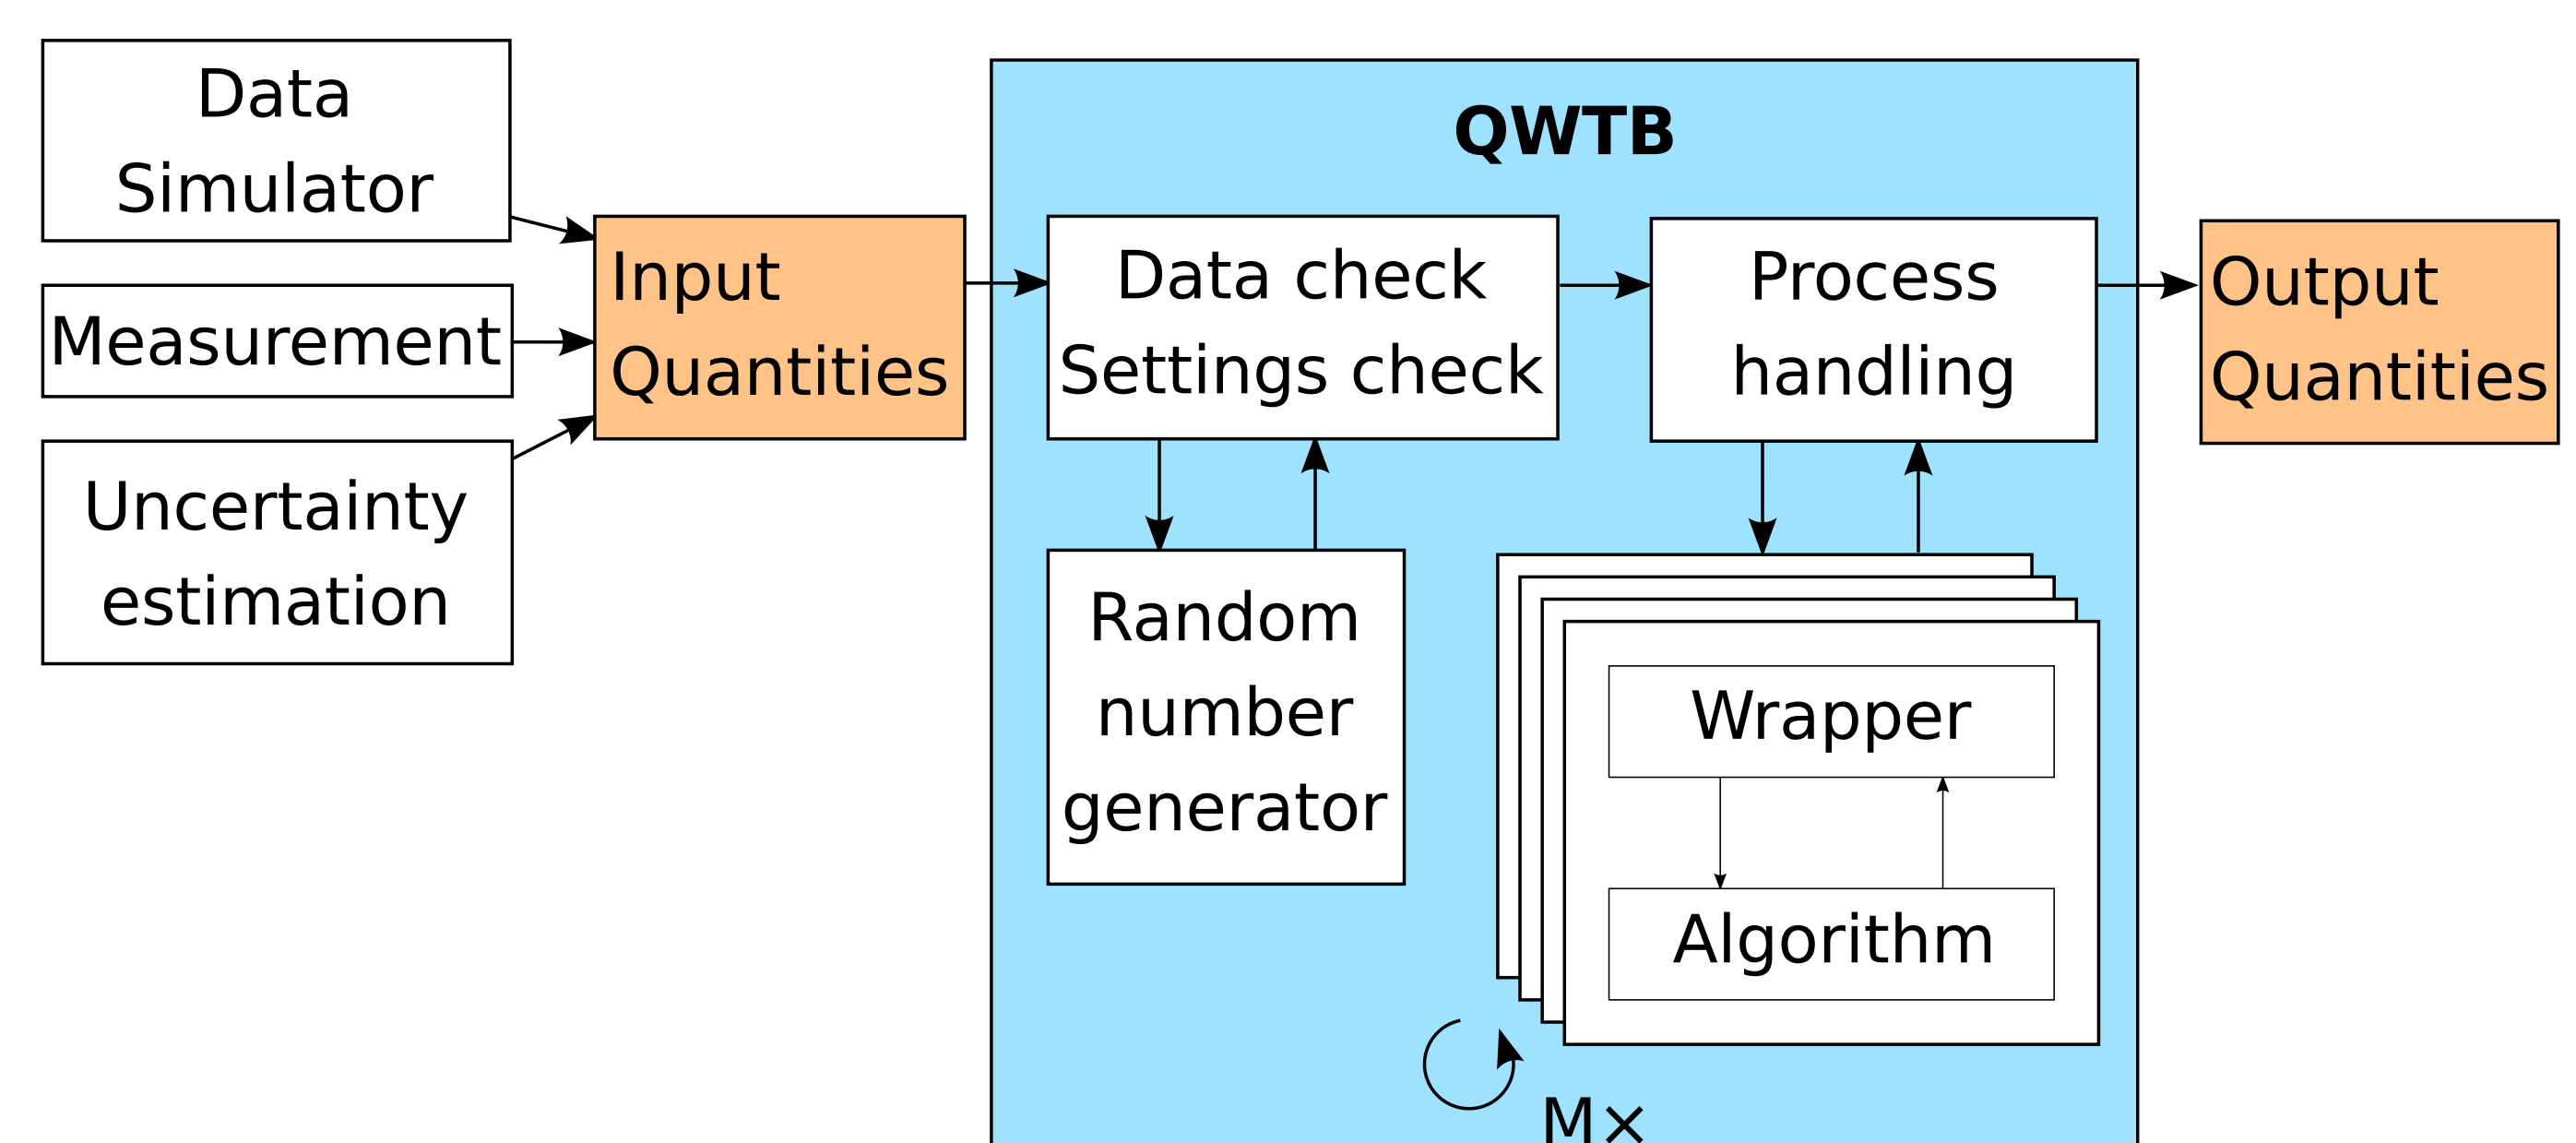 Data
Simulator
Measurement
Uncertainty
estimation
Input
Quantities
QWTB
Data check
Settings check
Random
number
generator
Process
handling
Wrapper
Algorithm
M×
Output
Quantities